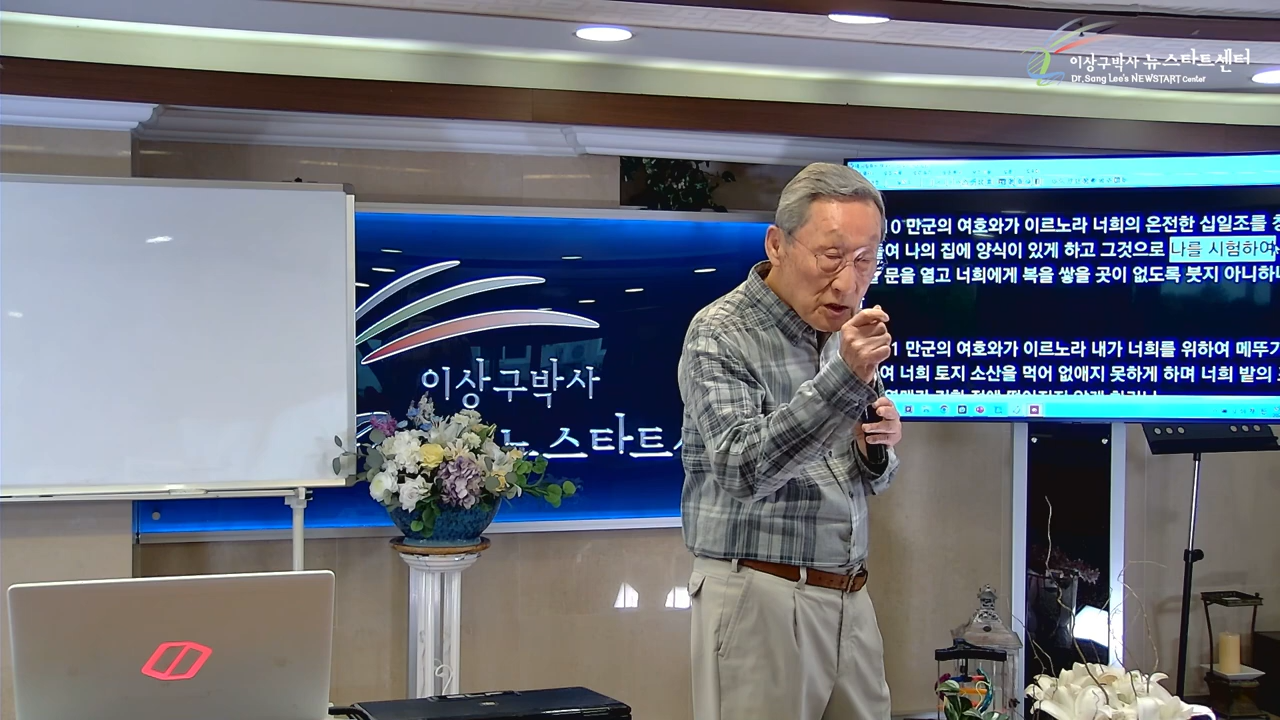 이상구박사 뉴스타트센터
Dr.Sang Lee's NEWSTART Center
10 만군의 여호와가 이르노라 너희의 온전한 십일조를
나의 집에 양식이 있게 하고 그것으로 나를 시험하여
문을 열고 너희에게 복을 쌓을 곳이 없도록 붓지 아니하나
1 만군의 여호와가 이르노라 내가 너희를 위하여 메뚜기
너희 토지 소산을 먹어 없애지 못하게 하며 너희 밭의
이상구박사
뉴스타트